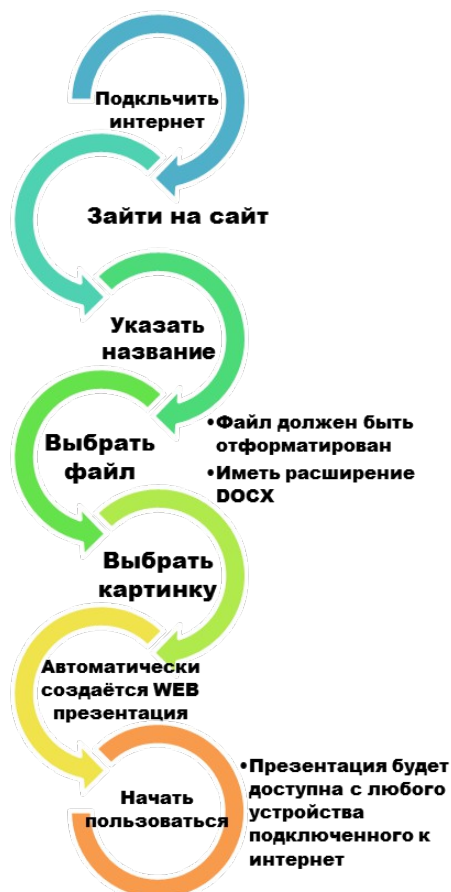 Подкльчить
интернет
Зайти на сайт
Указать
название
Выбрать
файл
•Файл должен быть
отформатирован
•Иметь расширение
DOCX
Выбрать
картинку
Автоматически
создаётся WEB
презентация
Начать
пользоваться
•Презентация будет
доступна с любого
устройства
подключенного к
интернет